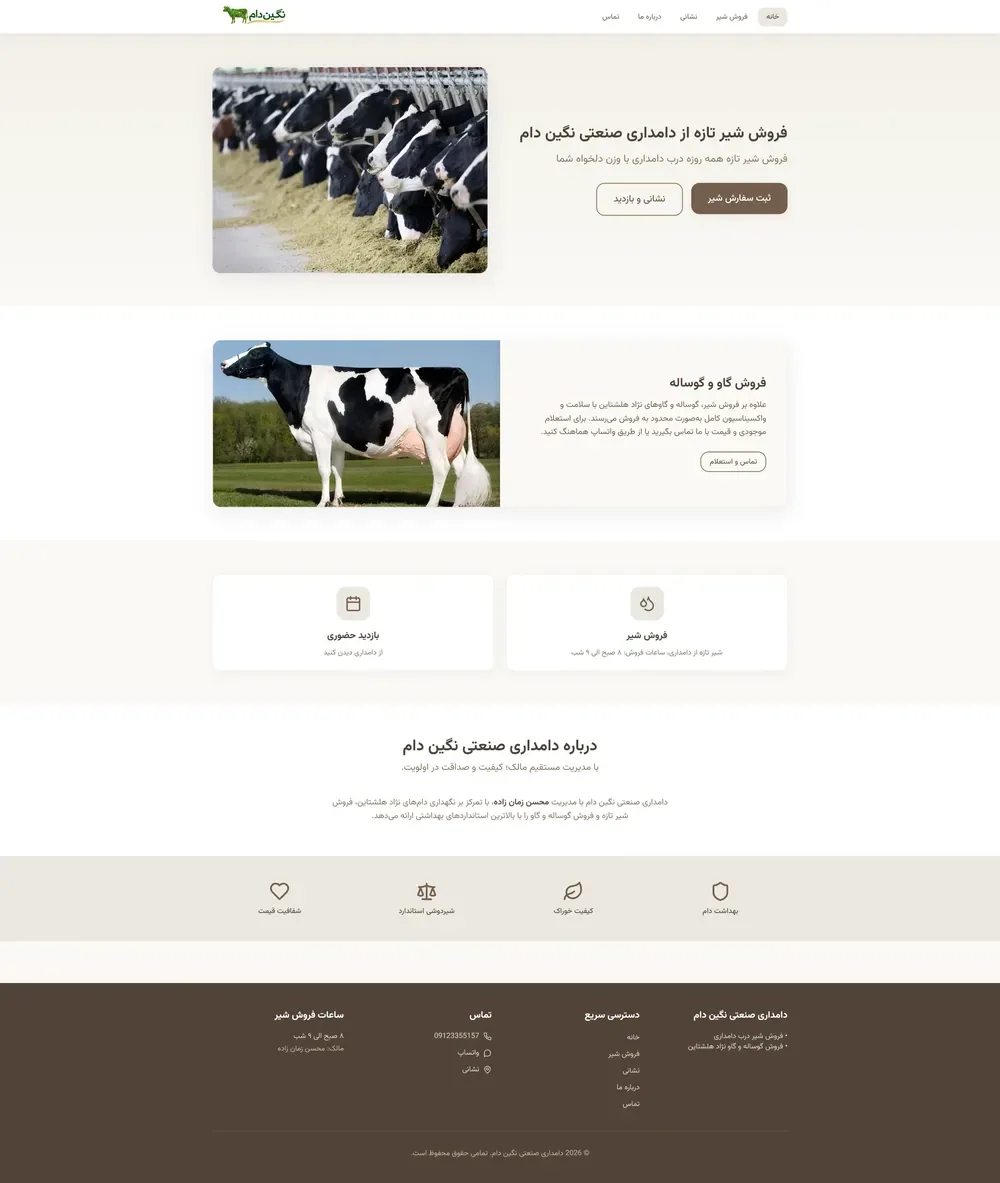 خانه
فروش شیر
نشانی
درباره ما
تماس
نگین‌دام
فروش شیر تازه از دامداری صنعتی نگین دام
فروش شیر تازه همه روزه درب دامداری با وزن دلخواه شما
ثبت سفارش شیر
نشانی و بازدید
فروش گاو و گوساله
علاوه بر فروش شیر، گوساله و گاوهای نژاد هلشتاین با سلامت و
واکسیناسیون کامل به‌صورت محدود به فروش می‌رسند. برای استعلام
موجودی و قیمت با ما تماس بگیرید یا از طریق واتساپ هماهنگ کنید.
تماس و استعلام
فروش شیر
شیر تازه از دامداری، ساعات فروش: ۸ صبح الی ۹ شب
بازدید حضوری
از دامداری دیدن کنید
درباره دامداری صنعتی نگین دام
با مدیریت مستقیم مالک؛ کیفیت و صداقت در اولویت.
دامداری صنعتی نگین دام با مدیریت محسن زمان زاده، با تمرکز بر نگهداری دام‌های نژاد هلشتاین، فروش
شیر تازه و فروش گوساله و گاو را با بالاترین استانداردهای بهداشتی ارائه می‌دهد.
بهداشت دام
کیفیت خوراک
شیردوشی استاندارد
شفافیت قیمت
دامداری صنعتی نگین دام
• فروش شیر درب دامداری
• فروش گوساله و گاو نژاد هلشتاین
دسترسی سریع
خانه
فروش شیر
نشانی
درباره ما
تماس
تماس
09123355157
واتساپ
نشانی
ساعات فروش شیر
۸ صبح الی ۹ شب
مالک: محسن زمان زاده
© 2026 دامداری صنعتی نگین دام. تمامی حقوق محفوظ است.